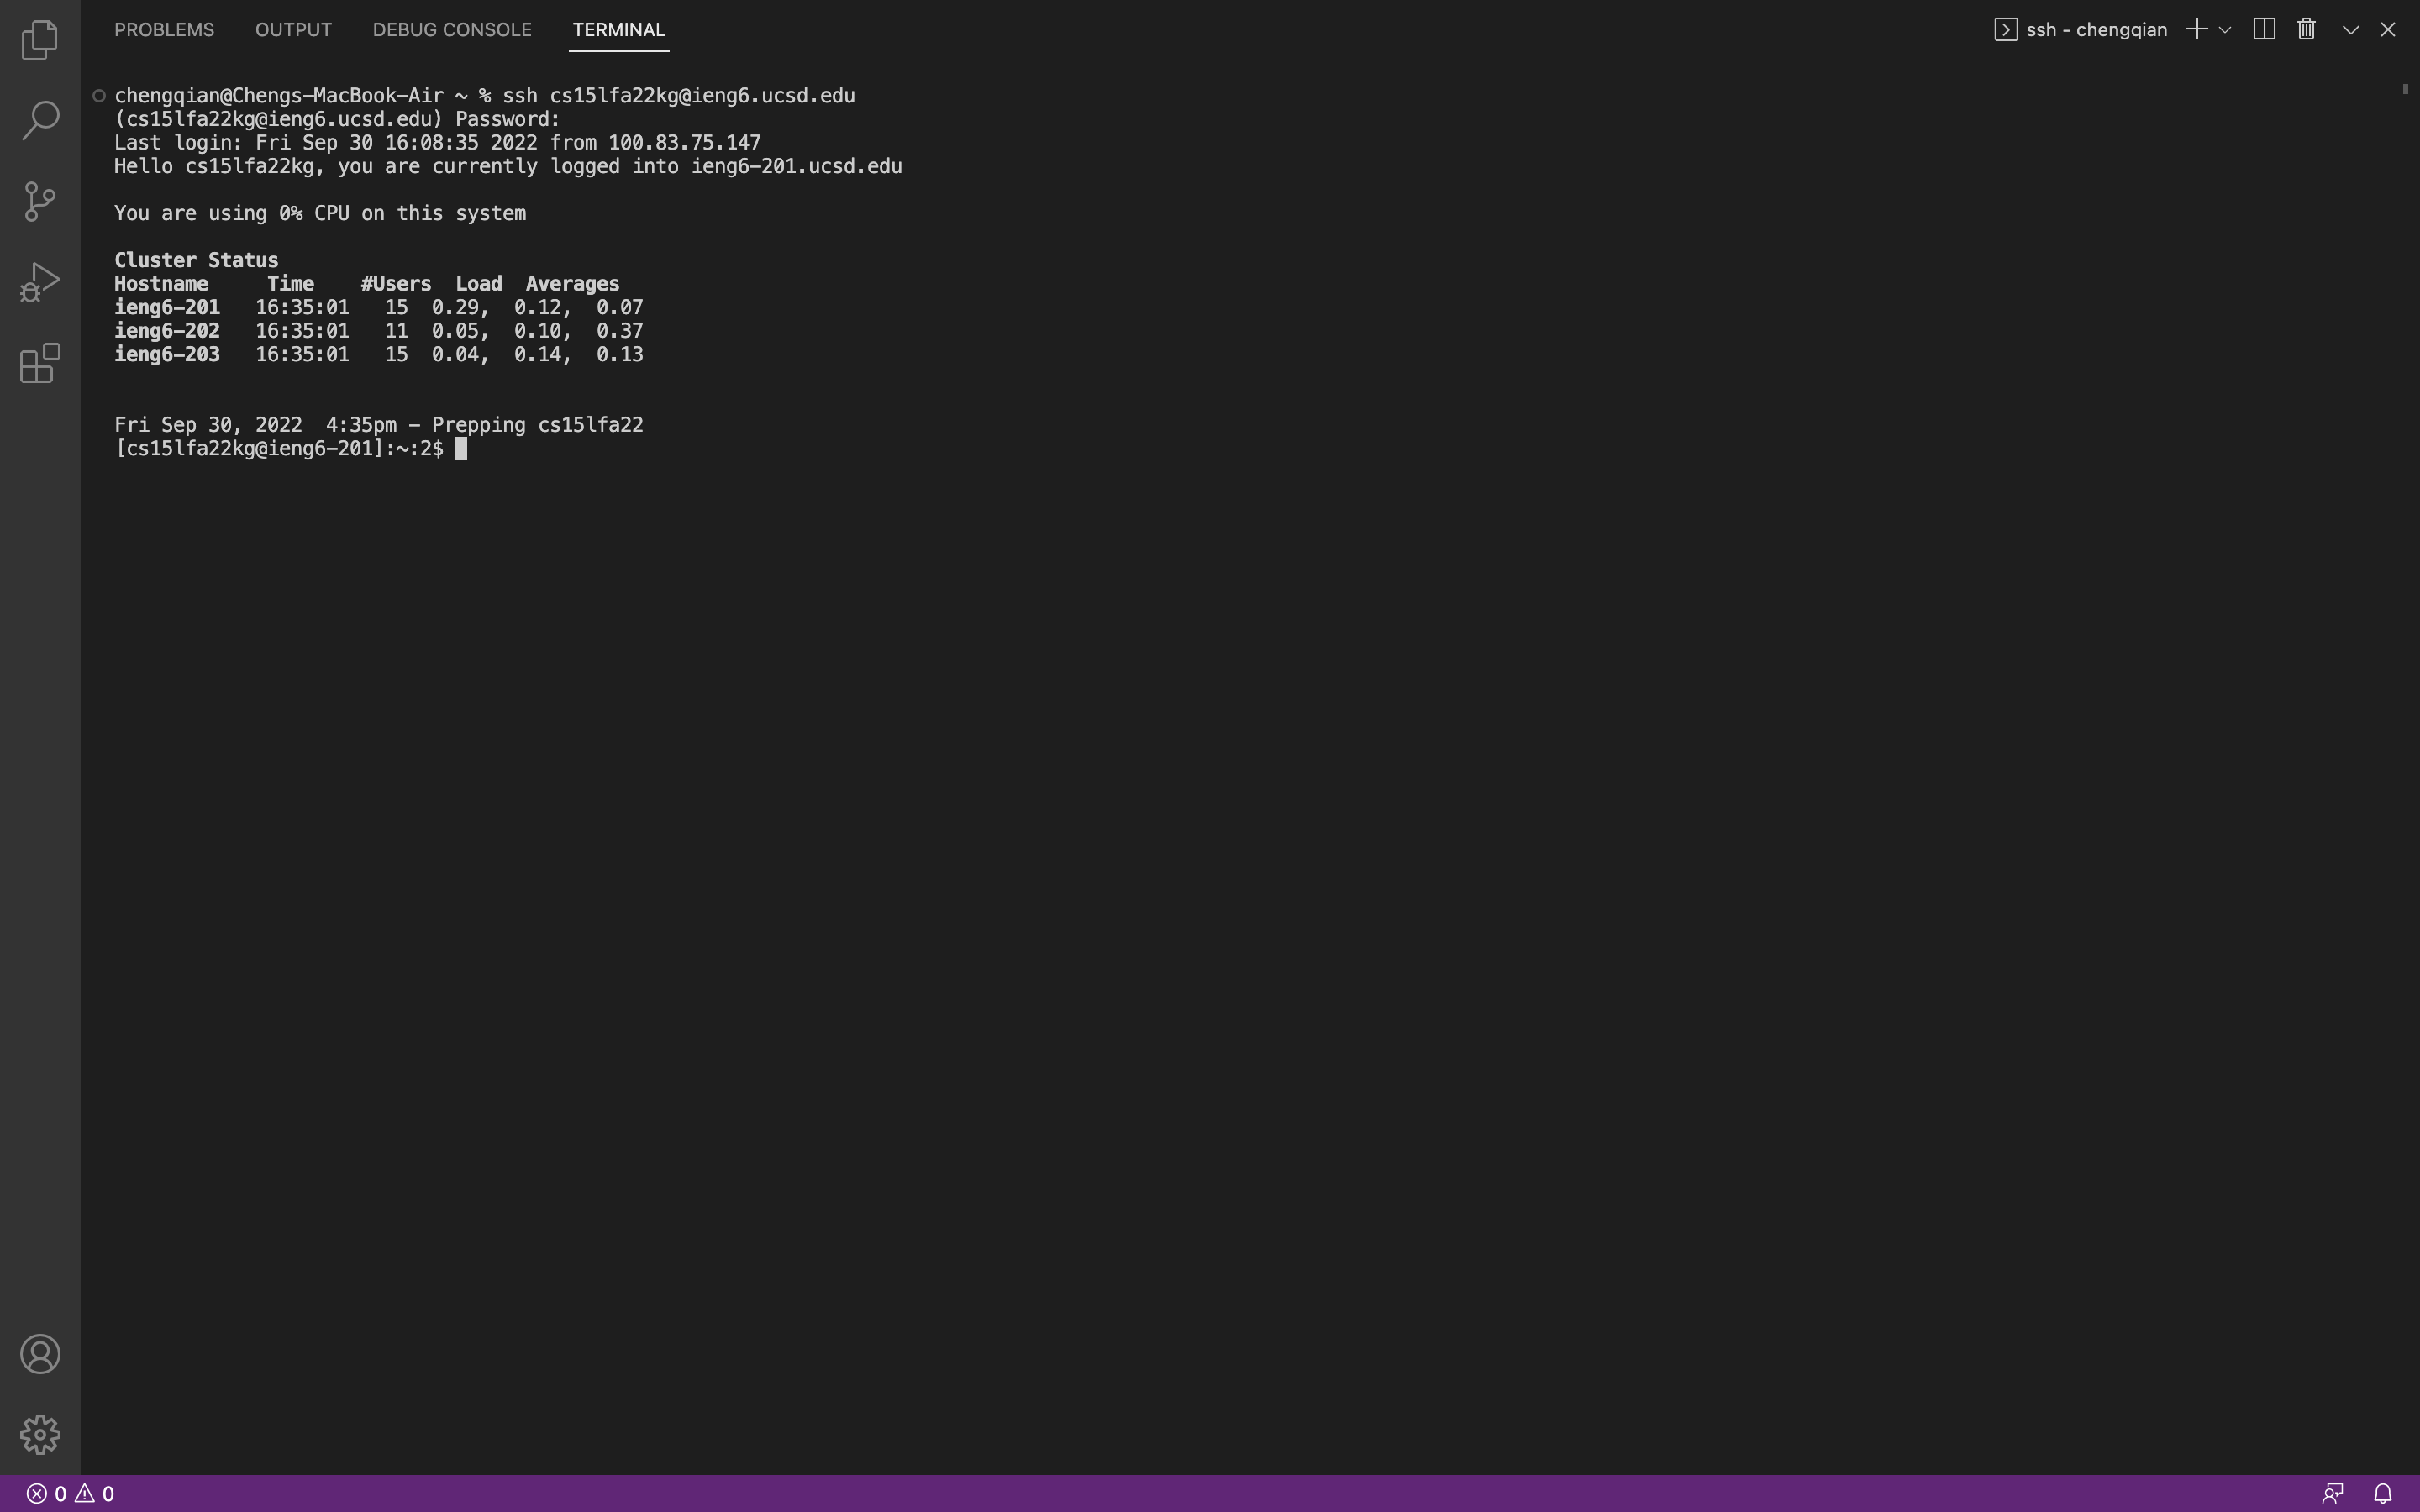 PROBLEMS OUTPUT DEBUG CONSOLE TERMINAL ssh - chengqian
chengqian@Chengs-MacBook-Air ~ % ssh cs15lfa22kg@ieng6.ucsd.edu
(cs15lfa22kg@ieng6.ucsd.edu) Password:
Last login: Fri Sep 30 16:08:35 2022 from 100.83.75.147
Hello cs15lfa22kg, you are currently logged into ieng6-201.ucsd.edu
You are using 0% CPU on this system
Cluster Status
Hostname     Time    #Users  Load  Averages
ieng6-201   16:35:01   15  0.29,  0.12,  0.07
ieng6-202   16:35:01   11  0.05,  0.10,  0.37
ieng6-203   16:35:01   15  0.04,  0.14,  0.13
Fri Sep 30, 2022  4:35pm - Prepping cs15lfa22
[cs15lfa22kg@ieng6-201]:~:2$
0 0